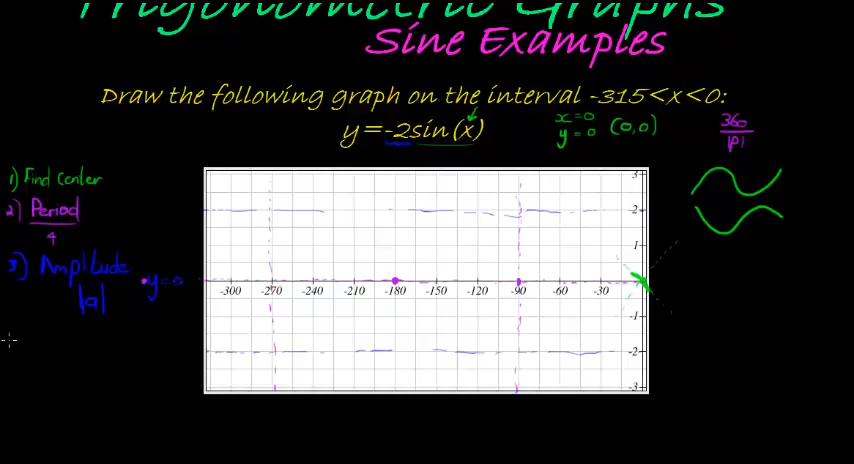 Trigonometric Graphs
Sine Examples
Draw the following graph on the interval -315<x<0:
y=-2sin(x)
x=0
y=0 (0,0)
360
|P|
1) Find Center
2) Period
4
3) Amplitude
|a|
y=0
3
2
1
-300 -270 -240 -210 -180 -150 -120 -90 -60 -30
-1
-2
-3